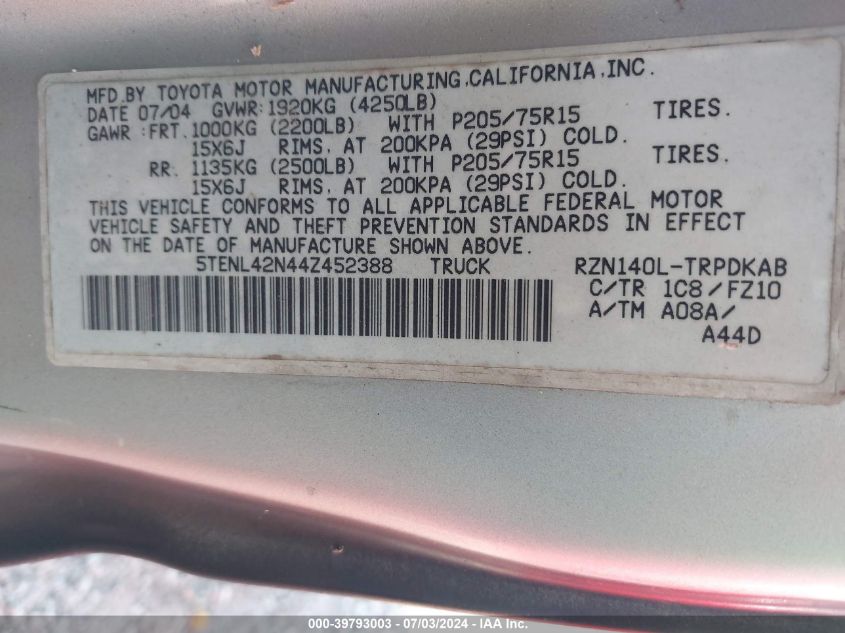 MFD.BY TOYOTA MOTOR MANUFACTURING,CALIFORNIA,INC.
DATE 07/04 GVWR:1920KG (4250LB)
GAWR :FRT.1000KG (2200LB) WITH P205/75R15 TIRES.
15X6J RIMS. AT 200KPA (29PSI) COLD.
RR. 1135KG (2500LB) WITH P205/75R15 TIRES.
15X6J RIMS. AT 200KPA (29PSI) COLD.
THIS VEHICLE CONFORMS TO ALL APPLICABLE FEDERAL MOTOR
VEHICLE SAFETY AND THEFT PREVENTION STANDARDS IN EFFECT
ON THE DATE OF MANUFACTURE SHOWN ABOVE.
5TENL42N44Z452388 TRUCK RZN140L-TRPDKAB
C/TR 1C8/FZ10
A/TM A08A/
A44D
000-39793003 - 07/03/2024 - IAA Inc.